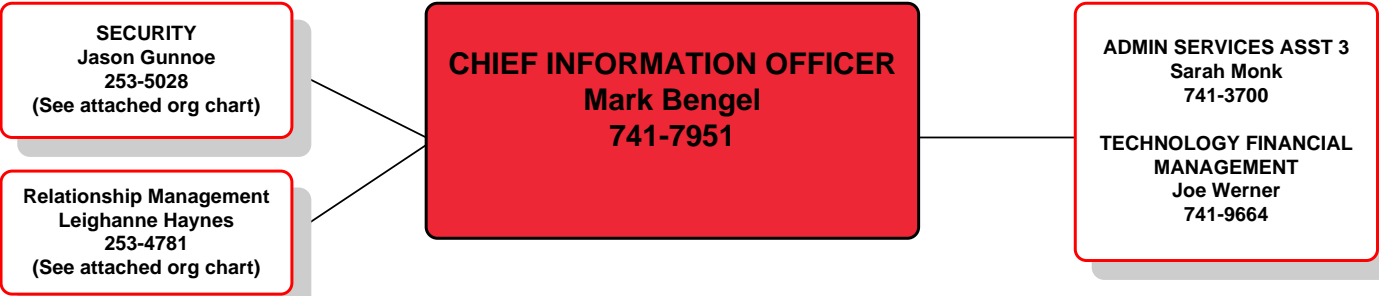 SECURITY
Jason Gunnoe
253-5028
(See attached org chart)
Relationship Management
Leighanne Haynes
253-4781
(See attached org chart)
CHIEF INFORMATION OFFICER
Mark Bengel
741-7951
ADMIN SERVICES ASST 3
Sarah Monk
741-3700
TECHNOLOGY FINANCIAL
MANAGEMENT
Joe Werner
741-9664